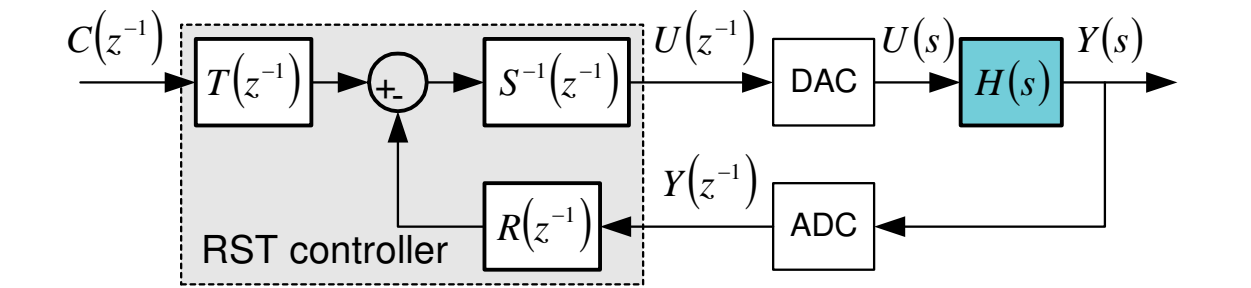 C(z⁻¹)
T(z⁻¹)
+
-
S⁻¹(z⁻¹)
U(z⁻¹)
DAC
U(s)
H(s)
Y(s)
R(z⁻¹)
Y(z⁻¹)
ADC
RST controller